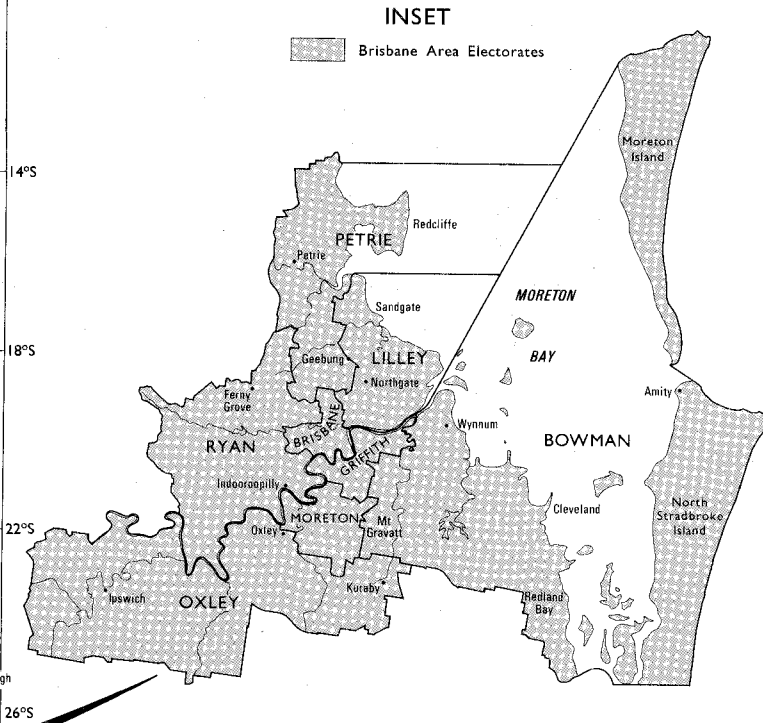 INSET
Brisbane Area Electorates
Moreton
Island
14°S
Redcliffe
PETRIE
Petrie
MORETON
Sandgate
18°S
BAY
Geebung
LILLEY
Northgate
Amity
Ferny
Grove
BRISBANE
Wynnum
RYAN
GRIFFITH
BOWMAN
Indooroopilly
Cleveland
North
Stradbroke
Island
MORETON
Mt
Gravatt
22°S
Oxley
Ipswich
OXLEY
Kuraby
Redland
Bay
gh
26°S